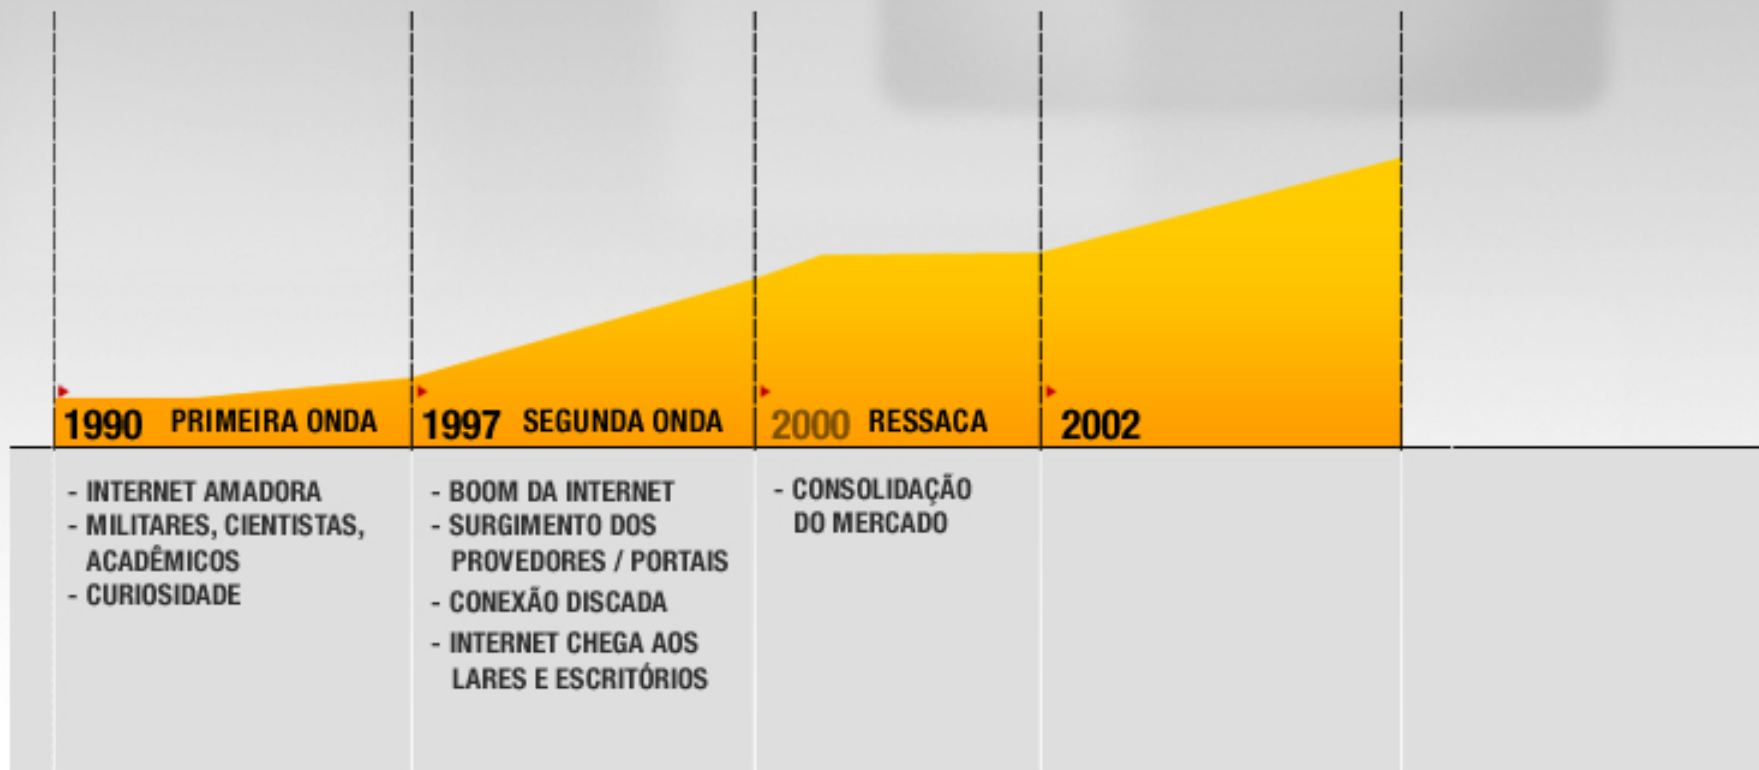 1990 PRIMEIRA ONDA
- INTERNET AMADORA
- MILITARES, CIENTISTAS,
ACADÊMICOS
- CURIOSIDADE
1997 SEGUNDA ONDA
- BOOM DA INTERNET
- SURGIMENTO DOS
PROVEDORES / PORTAIS
- CONEXÃO DISCADA
- INTERNET CHEGA AOS
LARES E ESCRITÓRIOS
2000 RESSACA
- CONSOLIDAÇÃO
DO MERCADO
2002